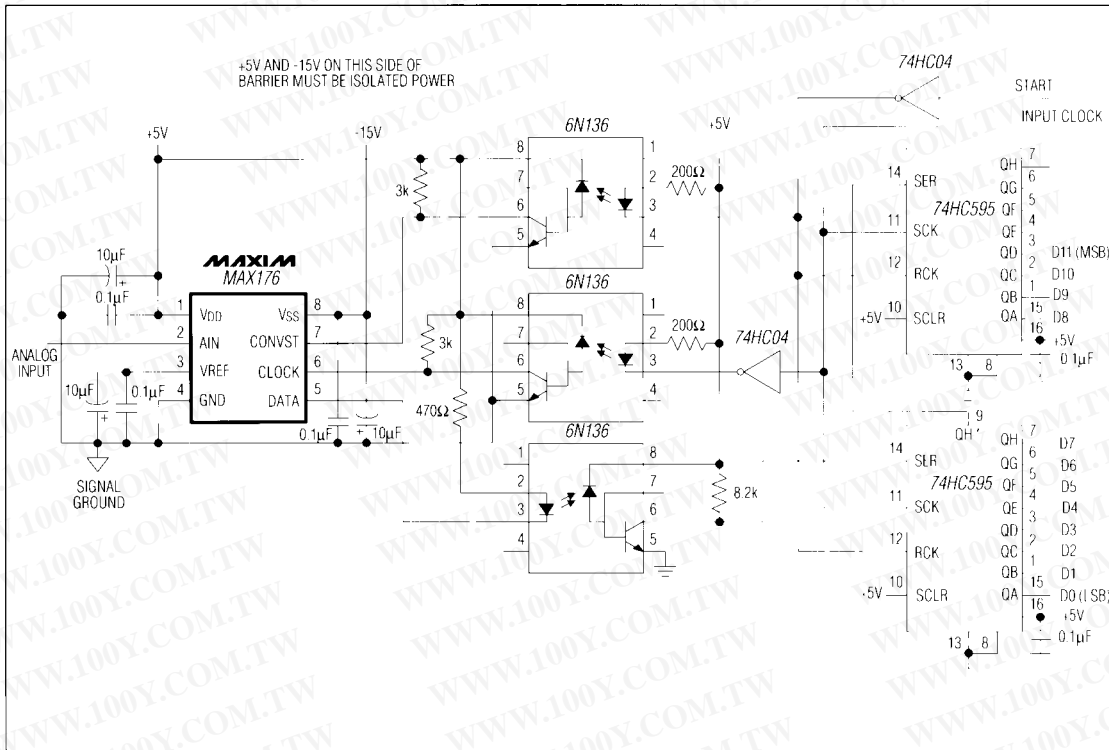 +5V AND -15V ON THIS SIDE OF
BARRIER MUST BE ISOLATED POWER
+5V
-15V
3k
10µF
+
0.1µF
MAXIM
MAX176
1 VDD
2 AIN
3 VREF
4 GND
VSS 8
CONVST 7
CLOCK 6
DATA 5
ANALOG
INPUT
10µF
+
0.1µF
SIGNAL
GROUND
0.1µF
+
10µF
3k
470Ω
6N136
8
7
6
5
1
2
3
4
200Ω
+5V
6N136
8
7
6
5
1
2
3
4
200Ω
6N136
1
2
3
4
8
7
6
5
8.2k
74HC04
74HC04
START
INPUT CLOCK
74HC595
14 SER
11 SCK
12 RCK
+5V 10 SCLR
QH 7
QG 6
QF 5
QE 4
QD 3 D11 (MSB)
QC 2 D10
QB 1 D9
QA 15 D8
16 +5V
0.1µF
13 8
9
QH'
74HC595
14 SER
11 SCK
12 RCK
+5V 10 SCLR
QH 7 D7
QG 6 D6
QF 5 D5
QE 4 D4
QD 3 D3
QC 2 D2
QB 1 D1
QA 15 D0 (LSB)
16 +5V
0.1µF
13 8
WWW.100Y.COM.TW